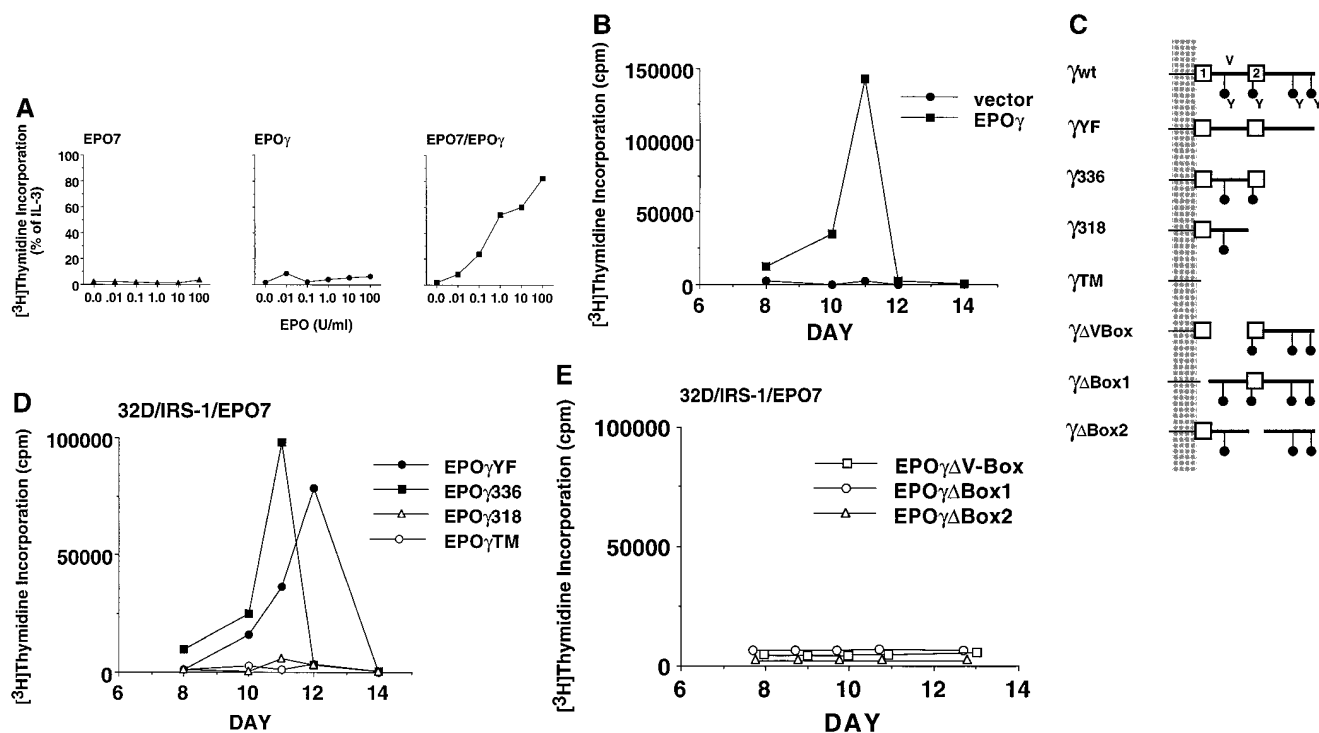 A
EPO7
EPOγ
EPO7/EPOγ
[³H]Thymidine Incorporation
(% of IL-3)
100
80
60
40
20
0
0.0 .01 0.1 1.0 10 100
0.0 .01 0.1 1.0 10 100
0.0 .01 0.1 1.0 10 100
EPO (U/ml)
B
[³H]Thymidine Incorporation (cpm)
150000
100000
50000
0
6 8 10 12 14
DAY
vector
EPOγ
C
γwt
1
V
2
Y Y Y Y
γYF
γ336
γ318
γTM
γΔVBox
γΔBox1
γΔBox2
D
32D/IRS-1/EPO7
[³H]Thymidine Incorporation (cpm)
100000
50000
0
6 8 10 12 14
DAY
EPOγYF
EPOγ336
EPOγ318
EPOγTM
E
32D/IRS-1/EPO7
[³H]Thymidine Incorporation (cpm)
100000
50000
0
6 8 10 12 14
DAY
EPOγΔV-Box
EPOγΔBox1
EPOγΔBox2